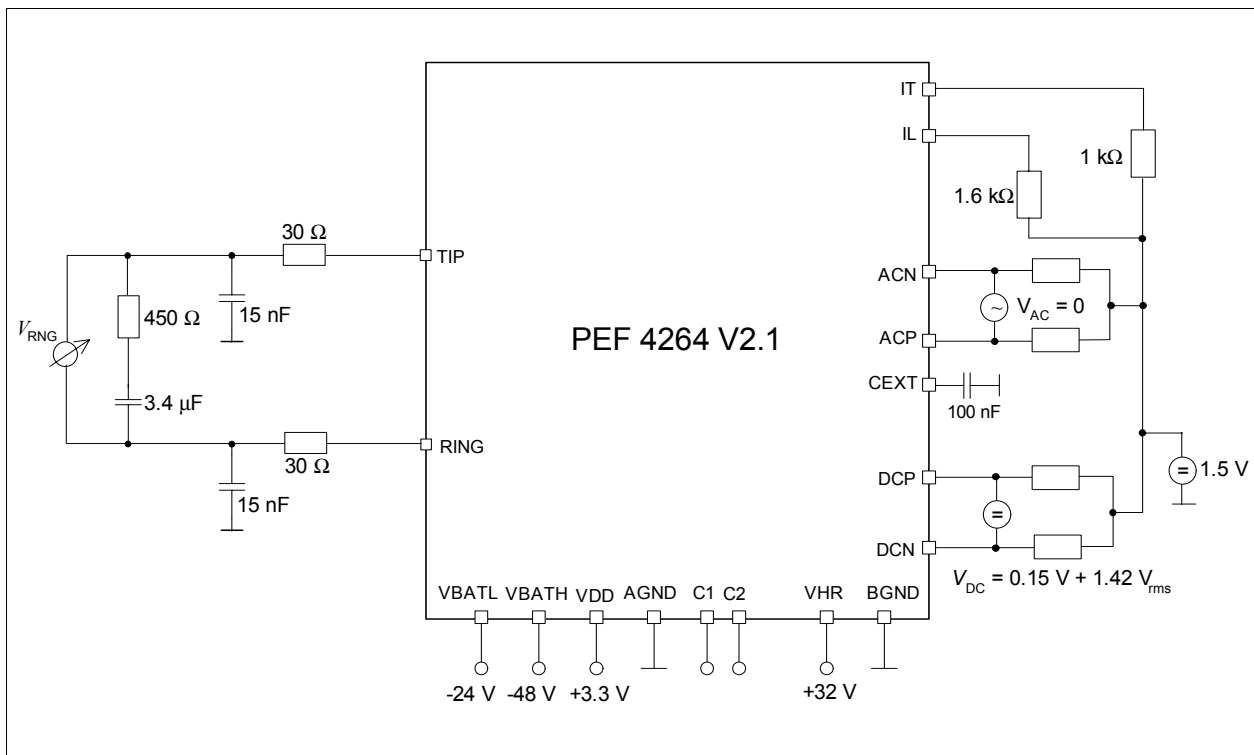 IT
IL
1 kΩ
1.6 kΩ
30 Ω
TIP
ACN
450 Ω
15 nF
V_AC = 0
V_RNG
PEF 4264 V2.1
ACP
CEXT
3.4 µF
100 nF
RING
30 Ω
DCP
1.5 V
15 nF
DCN
V_DC = 0.15 V + 1.42 V_rms
VBATL VBATH VDD AGND C1 C2 VHR BGND
-24 V -48 V +3.3 V +32 V